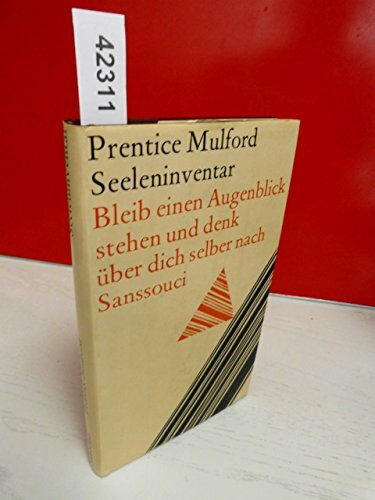 42311
Prentice Mulford
Seeleninventar
Bleib einen Augenblick
stehen und denk
über dich selber nach
Sanssouci